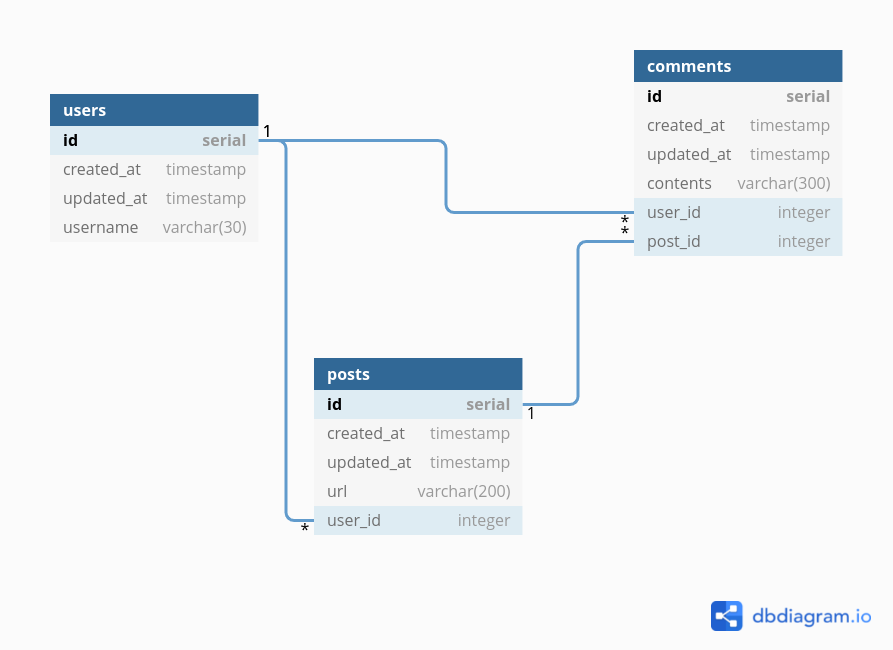 users
id serial
created_at timestamp
updated_at timestamp
username varchar(30)
1
comments
id serial
created_at timestamp
updated_at timestamp
contents varchar(300)
user_id integer
post_id integer
*
*
posts
id serial
created_at timestamp
updated_at timestamp
url varchar(200)
user_id integer
1
*
dbdiagram.io